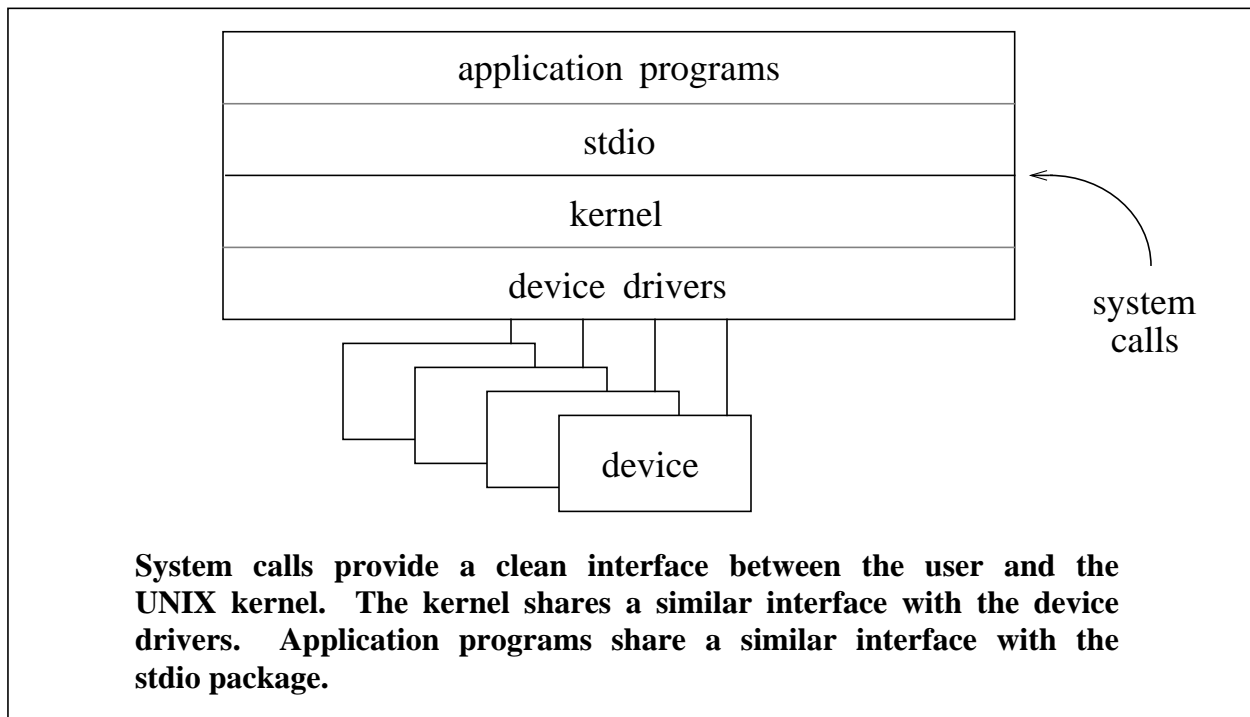 application programs
stdio
kernel
device drivers
system
calls
device
System calls provide a clean interface between the user and the
UNIX kernel. The kernel shares a similar interface with the device
drivers. Application programs share a similar interface with the
stdio package.